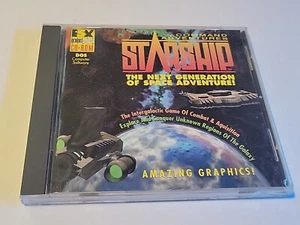 COMMAND
ADVENTURES
STARSHIP
THE NEXT GENERATION
OF SPACE ADVENTURE!
CD-ROM
DOS
Computer
Software
The Intergalactic Game Of Combat & Aquisition
Explore And Conquer Unknown Regions Of The Galaxy
AMAZING GRAPHICS!